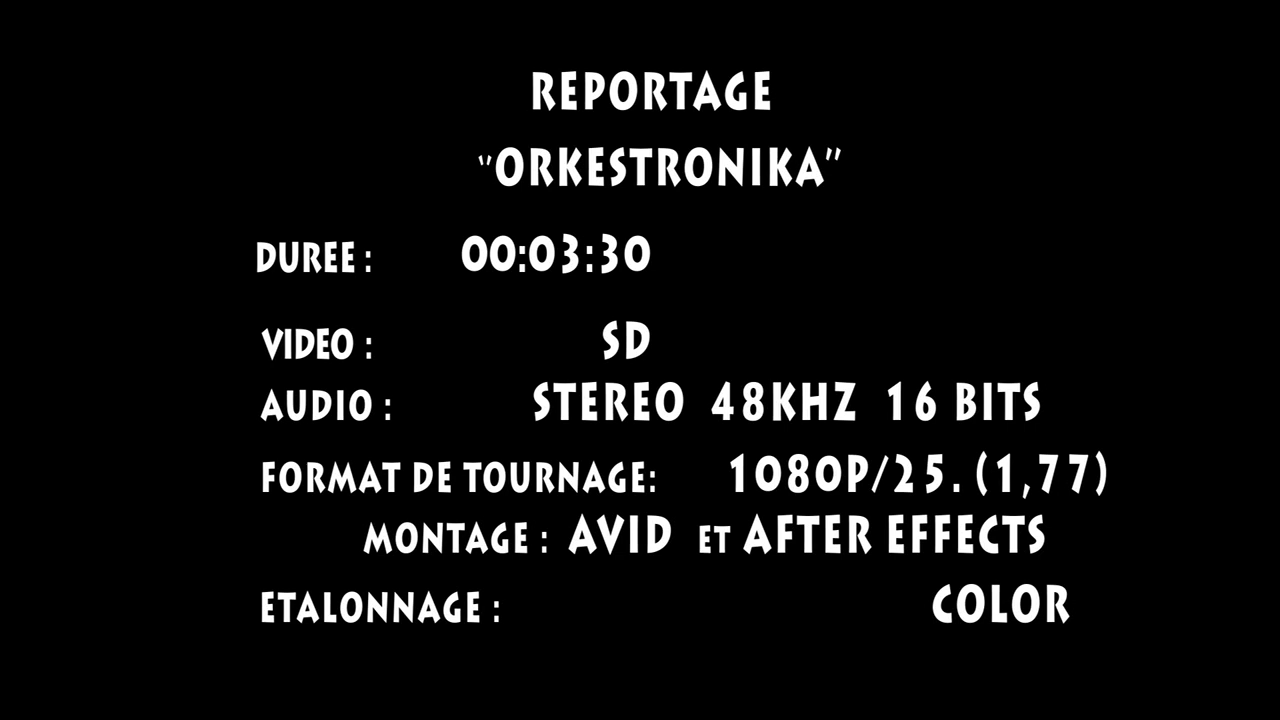 REPORTAGE
"ORKESTRONIKA"
DUREE : 00:03:30
VIDEO : SD
AUDIO : STEREO 48KHZ 16 BITS
FORMAT DE TOURNAGE: 1080P/25. (1,77)
MONTAGE : AVID ET AFTER EFFECTS
ETALONNAGE : COLOR